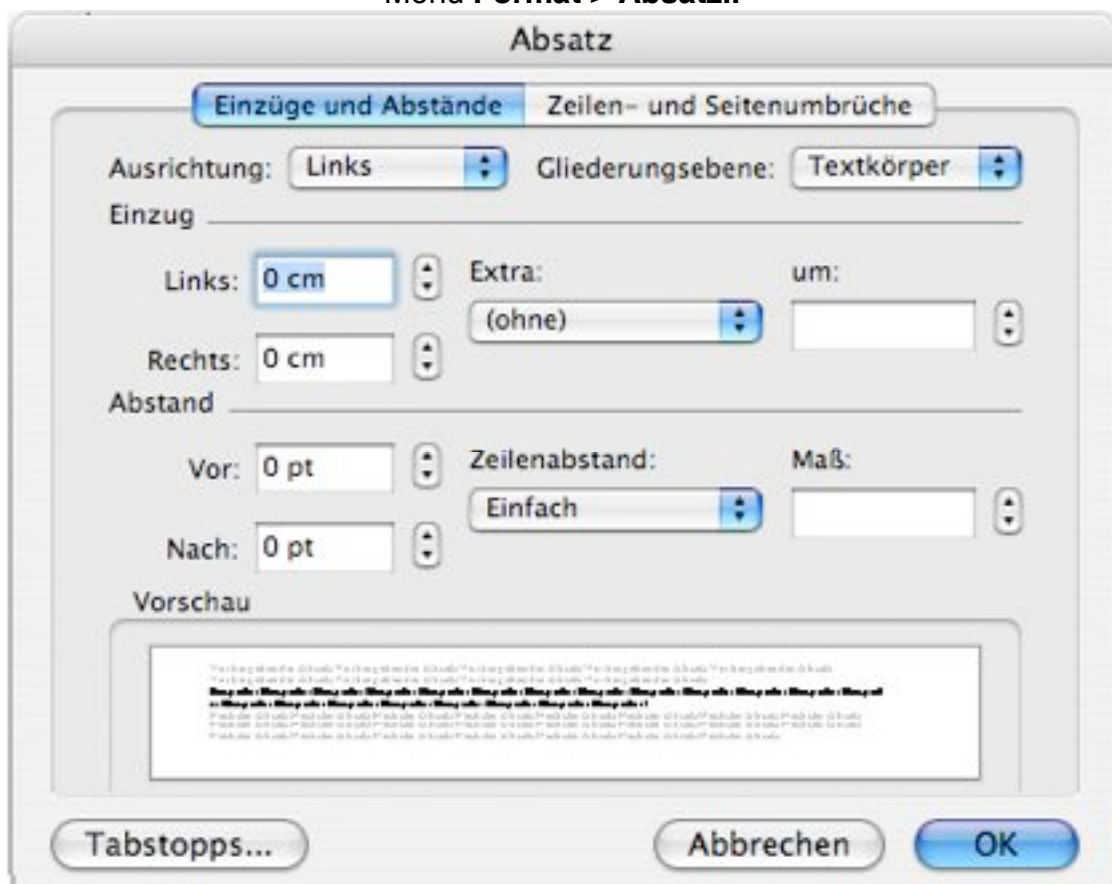 Menü Format > Absatz..
Absatz
Einzüge und Abstände Zeilen- und Seitenumbrüche
Ausrichtung: Links Gliederungsebene: Textkörper
Einzug
Links: 0 cm Extra: um:
(ohne)
Rechts: 0 cm
Abstand
Vor: 0 pt Zeilenabstand: Maß:
Einfach
Nach: 0 pt
Vorschau
Tabstopps... Abbrechen OK